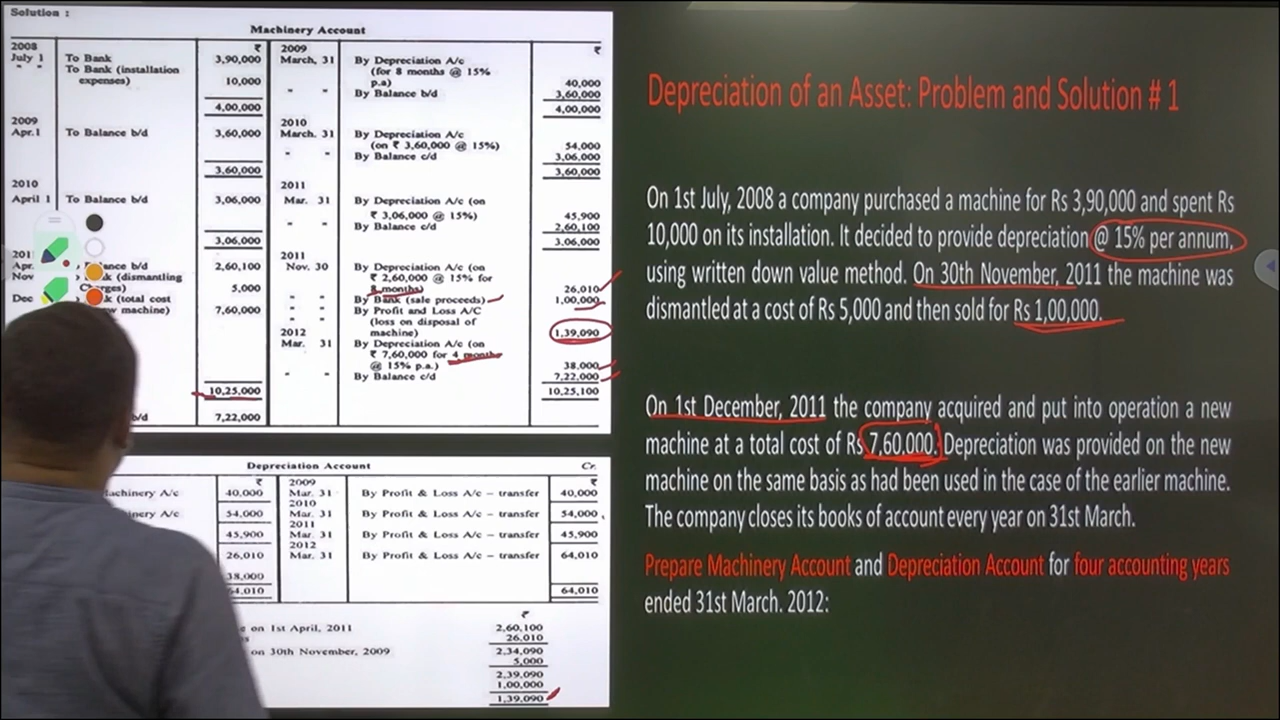 Solution :
Machinery Account
₹ ₹
2008 2009
July 1 To Bank 3,90,000 March, 31 By Depreciation A/c
" " To Bank (installation (for 8 months @ 15%
expenses) 10,000 p.a) 40,000
" " By Balance b/d 3,60,000
4,00,000 4,00,000
2009 2010
Apr.1 To Balance b/d 3,60,000 March. 31 By Depreciation A/c
(on ₹ 3,60,000 @ 15%) 54,000
" " By Balance c/d 3,06,000
3,60,000 3,60,000
2010 2011
April 1 To Balance b/d 3,06,000 Mar. 31 By Depreciation A/c (on
₹ 3,06,000 @ 15%) 45,900
" " By Balance c/d 2,60,100
3,06,000 3,06,000
201 2011
Apr. ance b/d 2,60,100 Nov. 30 By Depreciation A/c (on
Nov k (dismantling ₹ 2,60,000 @ 15% for
ges) 5,000 8 months) 26,010
Dec k (total cost " " By Bank (sale proceeds) 1,00,000
w machine) 7,60,000 " " By Profit and Loss A/C
(loss on disposal of
2012 machine) 1,39,090
Mar. 31 By Depreciation A/c (on
₹ 7,60,000 for 4 months
@ 15% p.a.) 38,000
" " By Balance c/d 7,22,000
10,25,000 10,25,100
b/d 7,22,000
Depreciation Account Cr.
₹ 2009 ₹
achinery A/c 40,000 Mar. 31 By Profit & Loss A/c – transfer 40,000
2010
inery A/c 54,000 Mar. 31 By Profit & Loss A/c – transfer 54,000
2011
45,900 Mar. 31 By Profit & Loss A/c – transfer 45,900
2012
26,010 Mar. 31 By Profit & Loss A/c – transfer 64,010
38,000
64,010 64,010
₹
e on 1st April, 2011 2,60,100
26,010
on 30th November, 2009 2,34,090
5,000
2,39,090
1,00,000
1,39,090
Depreciation of an Asset: Problem and Solution # 1
On 1st July, 2008 a company purchased a machine for Rs 3,90,000 and spent Rs
10,000 on its installation. It decided to provide depreciation @ 15% per annum,
using written down value method. On 30th November, 2011 the machine was
dismantled at a cost of Rs 5,000 and then sold for Rs 1,00,000.
On 1st December, 2011 the company acquired and put into operation a new
machine at a total cost of Rs 7,60,000. Depreciation was provided on the new
machine on the same basis as had been used in the case of the earlier machine.
The company closes its books of account every year on 31st March.
Prepare Machinery Account and Depreciation Account for four accounting years
ended 31st March. 2012: